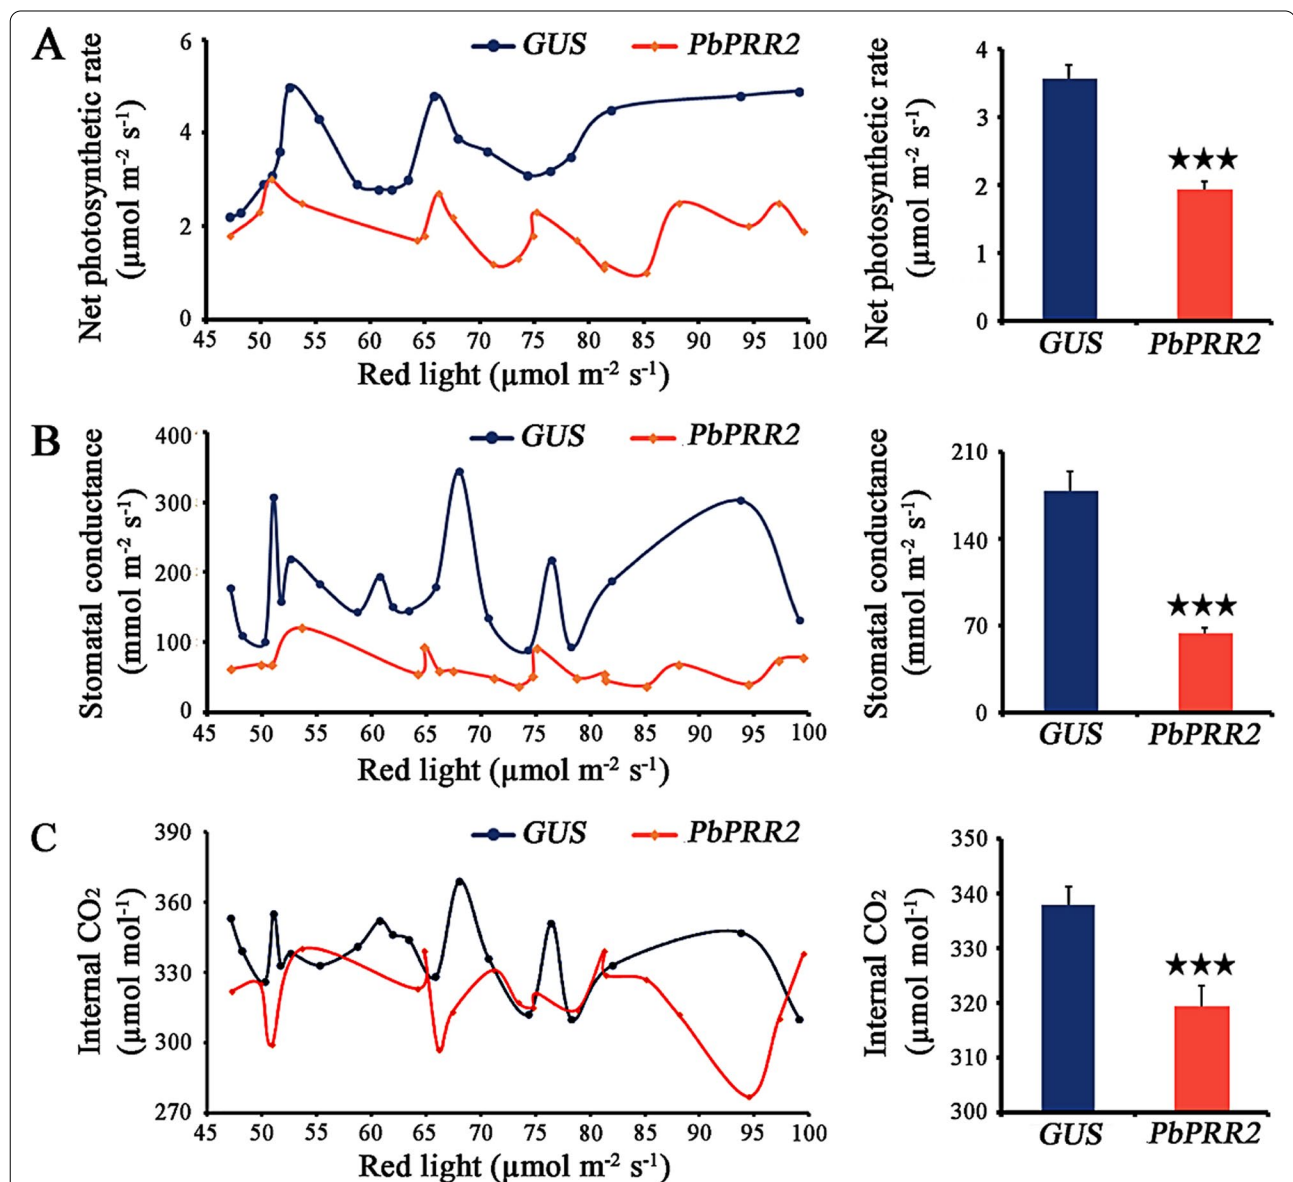 A
Net photosynthetic rate
(µmol m-2 s-1)
6
4
2
0
GUS
PbPRR2
45 50 55 60 65 70 75 80 85 90 95 100
Red light (µmol m-2 s-1)
Net photosynthetic rate
(µmol m-2 s-1)
4
3
2
1
0
★★★
GUS PbPRR2
B
Stomatal conductance
(mmol m-2 s-1)
400
300
200
100
0
GUS
PbPRR2
45 50 55 60 65 70 75 80 85 90 95 100
Red light (µmol m-2 s-1)
Stomatal conductance
(mmol m-2 s-1)
210
140
70
0
★★★
GUS PbPRR2
C
Internal CO2
(µmol mol-1)
390
360
330
300
270
GUS
PbPRR2
45 50 55 60 65 70 75 80 85 90 95 100
Red light (µmol m-2 s-1)
Internal CO2
(µmol mol-1)
350
340
330
320
310
300
★★★
GUS PbPRR2